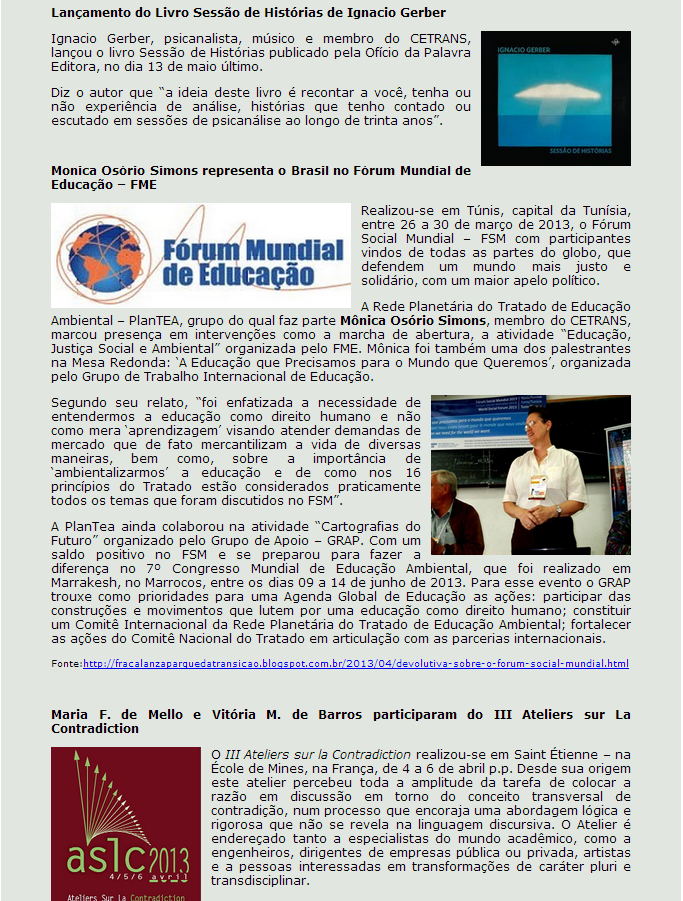 Lançamento do Livro Sessão de Histórias de Ignacio Gerber
Ignacio Gerber, psicanalista, músico e membro do CETRANS,
lançou o livro Sessão de Histórias publicado pela Ofício da Palavra
Editora, no dia 13 de maio último.
Diz o autor que “a ideia deste livro é recontar a você, tenha ou
não experiência de análise, histórias que tenho contado ou
escutado em sessões de psicanálise ao longo de trinta anos”.
IGNACIO GERBER
SESSÃO DE HISTÓRIAS
Monica Osório Simons representa o Brasil no Fórum Mundial de
Educação – FME
Fórum Mundial
de Educação
Realizou-se em Túnis, capital da Tunísia,
entre 26 a 30 de março de 2013, o Fórum
Social Mundial – FSM com participantes
vindos de todas as partes do globo, que
defendem um mundo mais justo e
solidário, com um maior apelo político.
A Rede Planetária do Tratado de Educação
Ambiental – PlanTEA, grupo do qual faz parte Mônica Osório Simons, membro do CETRANS,
marcou presença em intervenções como a marcha de abertura, a atividade “Educação,
Justiça Social e Ambiental” organizada pelo FME. Mônica foi também uma dos palestrantes
na Mesa Redonda: ‘A Educação que Precisamos para o Mundo que Queremos’, organizada
pelo Grupo de Trabalho Internacional de Educação.
Segundo seu relato, “foi enfatizada a necessidade de
entendermos a educação como direito humano e não
como mera ‘aprendizagem’ visando atender demandas de
mercado que de fato mercantilizam a vida de diversas
maneiras, bem como, sobre a importância de
‘ambientalizarmos’ a educação e de como nos 16
princípios do Tratado estão considerados praticamente
todos os temas que foram discutidos no FSM”.
A PlanTea ainda colaborou na atividade “Cartografias do
Futuro” organizado pelo Grupo de Apoio – GRAP. Com um
saldo positivo no FSM e se preparou para fazer a
diferença no 7º Congresso Mundial de Educação Ambiental, que foi realizado em
Marrakesh, no Marrocos, entre os dias 09 a 14 de junho de 2013. Para esse evento o GRAP
trouxe como prioridades para uma Agenda Global de Educação as ações: participar das
construções e movimentos que lutem por uma educação como direito humano; constituir
um Comitê Internacional da Rede Planetária do Tratado de Educação Ambiental; fortalecer
as ações do Comitê Nacional do Tratado em articulação com as parcerias internacionais.
Fonte:http://fracalanzaparquedatransicao.blogspot.com.br/2013/04/devolutiva-sobre-o-forum-social-mundial.html
Maria F. de Mello e Vitória M. de Barros participaram do III Ateliers sur La
Contradiction
aslc2013
4/5/6 avril
Ateliers Sur La Contradiction
O III Ateliers sur la Contradiction realizou-se em Saint Étienne – na
École de Mines, na França, de 4 a 6 de abril p.p. Desde sua origem
este atelier percebeu toda a amplitude da tarefa de colocar a
razão em discussão em torno do conceito transversal de
contradição, num processo que encoraja uma abordagem lógica e
rigorosa que não se revela na linguagem discursiva. O Atelier é
endereçado tanto a especialistas do mundo acadêmico, como a
engenheiros, dirigentes de empresas pública ou privada, artistas
e a pessoas interessadas em transformações de caráter pluri e
transdisciplinar.